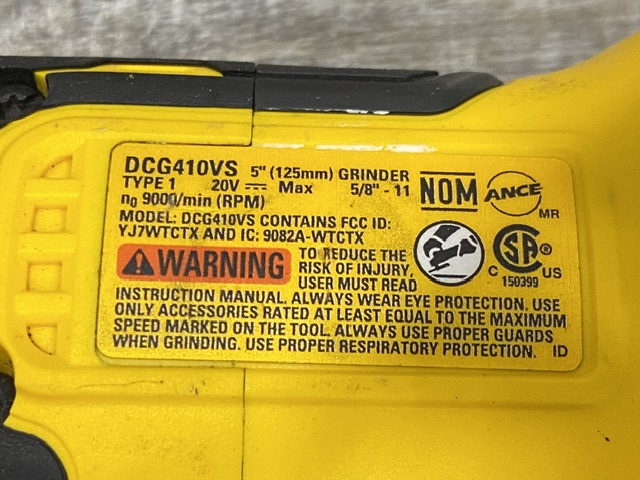 DCG410VS 5" (125mm) GRINDER
TYPE 1 20V ⎓ Max 5/8" - 11
n₀ 9000/min (RPM)
MODEL: DCG410VS CONTAINS FCC ID:
YJ7WTCTX AND IC: 9082A-WTCTX
NOM ANCE
MR
⚠WARNING TO REDUCE THE
RISK OF INJURY,
USER MUST READ
SA ®
C US
150399
INSTRUCTION MANUAL. ALWAYS WEAR EYE PROTECTION. USE
ONLY ACCESSORIES RATED AT LEAST EQUAL TO THE MAXIMUM
SPEED MARKED ON THE TOOL. ALWAYS USE PROPER GUARDS
WHEN GRINDING. USE PROPER RESPIRATORY PROTECTION. ID